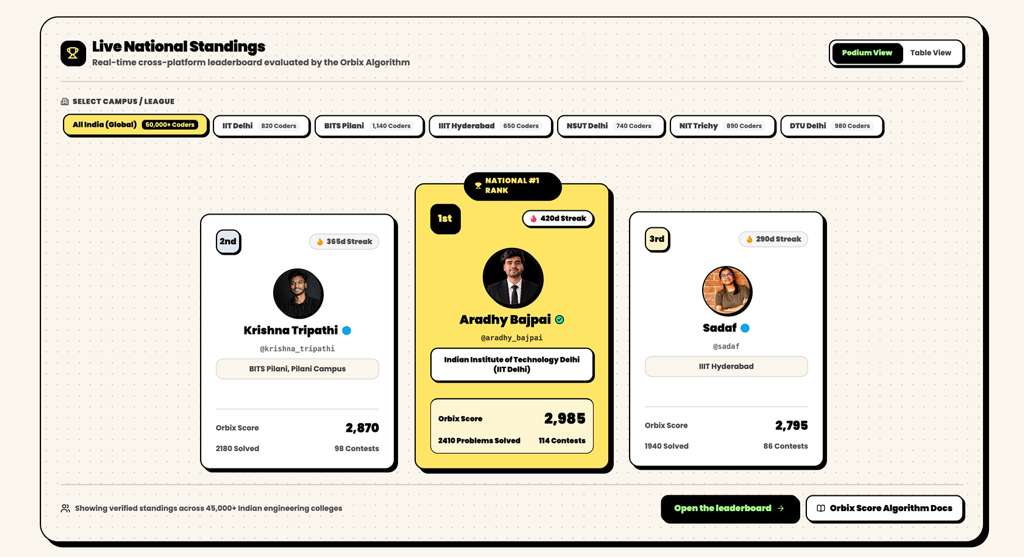 Live National Standings
Real-time cross-platform leaderboard evaluated by the Orbix Algorithm
Podium View
Table View
SELECT CAMPUS / LEAGUE
All India (Global) 50,000+ Coders
IIT Delhi 820 Coders
BITS Pilani 1,140 Coders
IIIT Hyderabad 650 Coders
NSUT Delhi 740 Coders
NIT Trichy 890 Coders
DTU Delhi 980 Coders
2nd
365d Streak
Krishna Tripathi
@krishna_tripathi
BITS Pilani, Pilani Campus
Orbix Score 2,870
2180 Solved 98 Contests
NATIONAL #1
RANK
1st
420d Streak
Aradhy Bajpai
@aradhy_bajpai
Indian Institute of Technology Delhi
(IIT Delhi)
Orbix Score 2,985
2410 Problems Solved 114 Contests
3rd
290d Streak
Sadaf
@sadaf
IIIT Hyderabad
Orbix Score 2,795
1940 Solved 86 Contests
Showing verified standings across 45,000+ Indian engineering colleges
Open the leaderboard →
Orbix Score Algorithm Docs